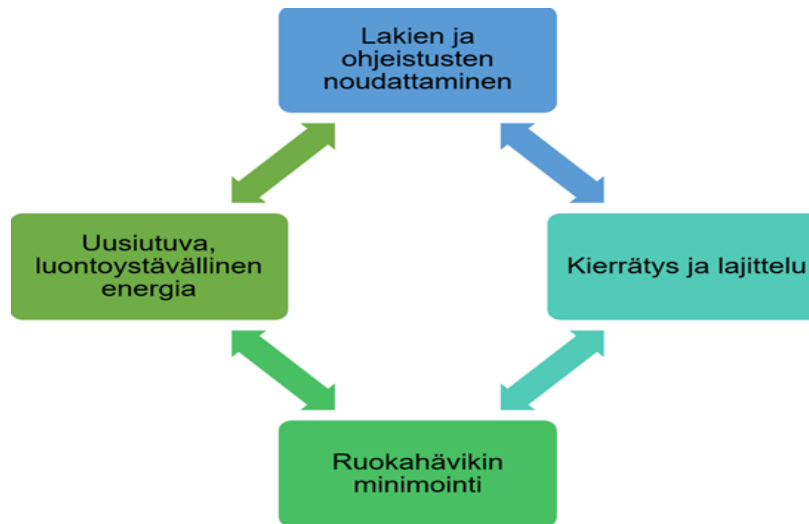 Lakien ja
ohjeistusten
noudattaminen
Uusiutuva,
luontoystävällinen
energia
Kierrätys ja lajittelu
Ruokahävikin
minimointi